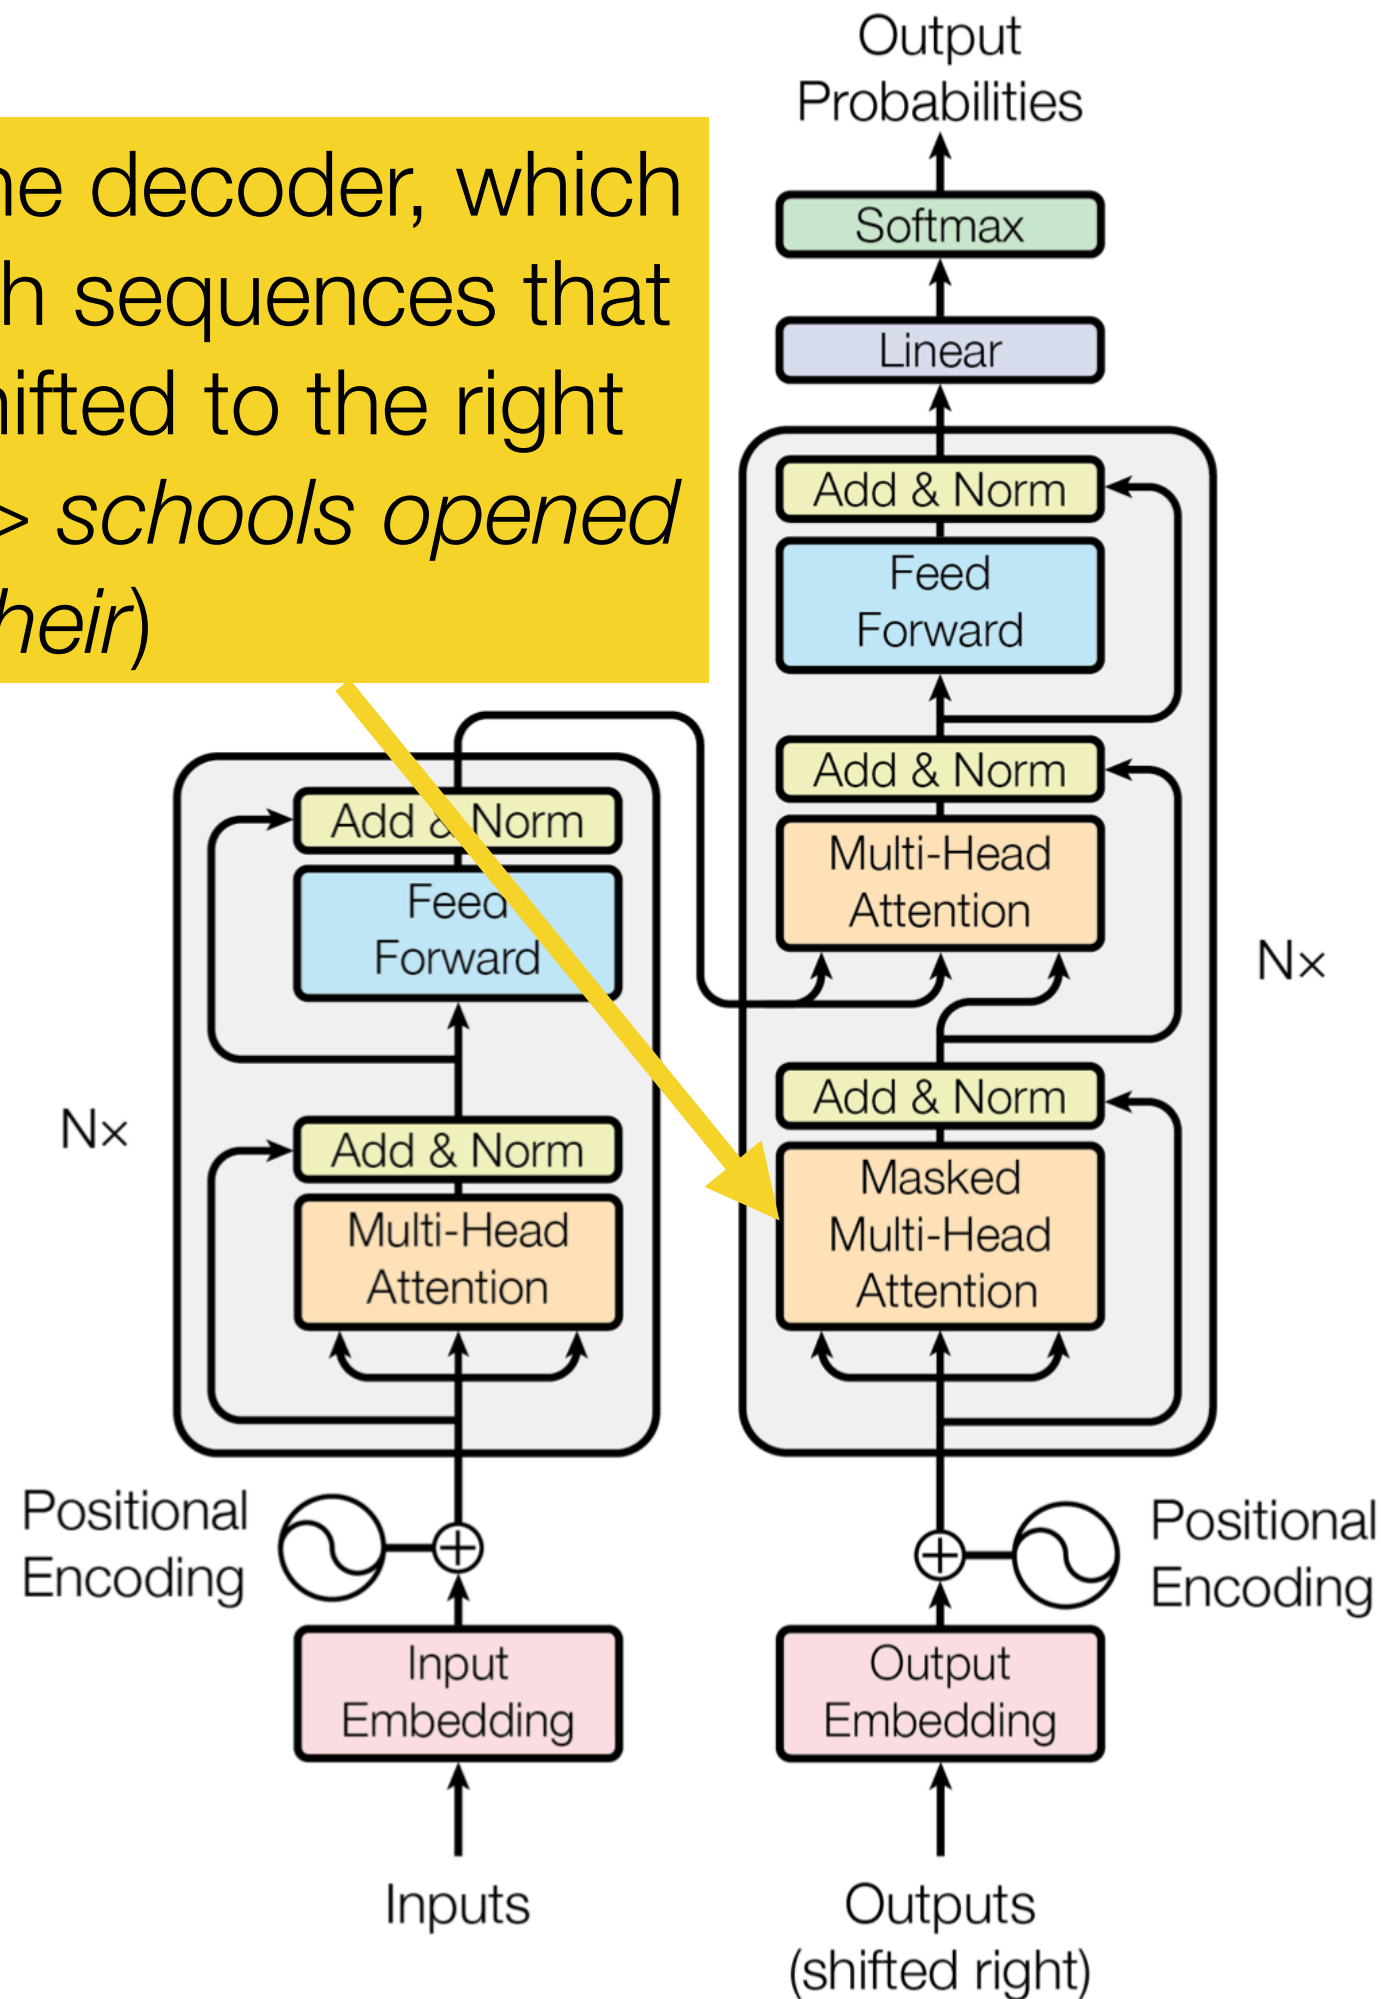 Output
Probabilities
he decoder, which
h sequences that
hifted to the right
> schools opened
heir)
Softmax
Linear
Add & Norm
Feed
Forward
Add & Norm
Multi-Head
Attention
Add & Norm
Masked
Multi-Head
Attention
Nx
Add & Norm
Feed
Forward
Add & Norm
Multi-Head
Attention
Nx
Positional
Encoding
Positional
Encoding
Input
Embedding
Output
Embedding
Inputs
Outputs
(shifted right)